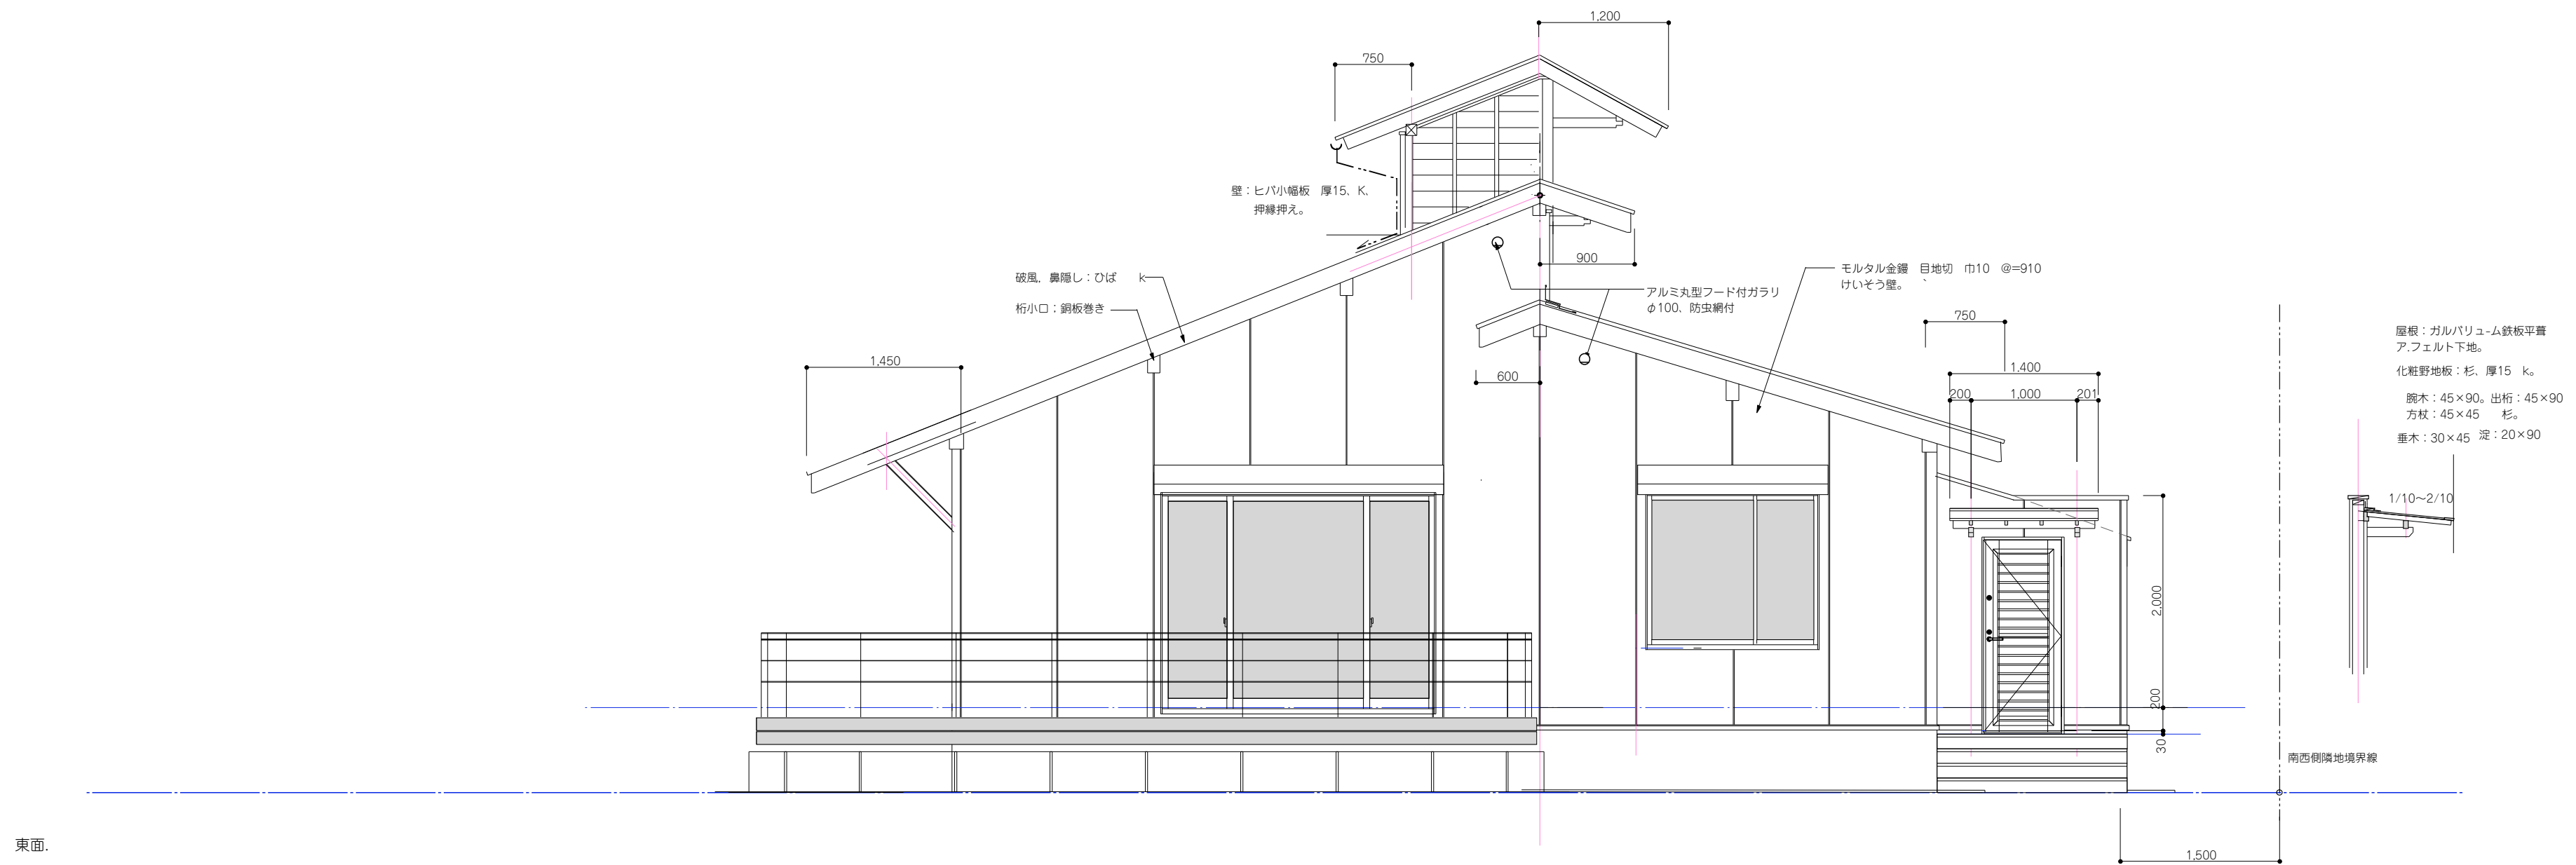 1,200
750
壁：ヒバ小幅板　厚15、K、
押縁押え。
900
破風．鼻隠し：ひば　　k
桁小口：銅板巻き
モルタル金鏝　目地切　巾10　@=910
けいそう壁。　、
アルミ丸型フード付ガラリ
φ100、防虫網付
750
屋根：ガルバリュ-ム鉄板平葺
ア.フェルト下地。
1,450
600
1.400
化粧野地板：杉、厚15　k。
200
1,000
201
腕木：45×90。出桁：45×90
方杖：45×45　　杉。
垂木：30×45　淀：20×90
1/10～2/10
2,000
200
30
南西側隣地境界線
東面.
1,500